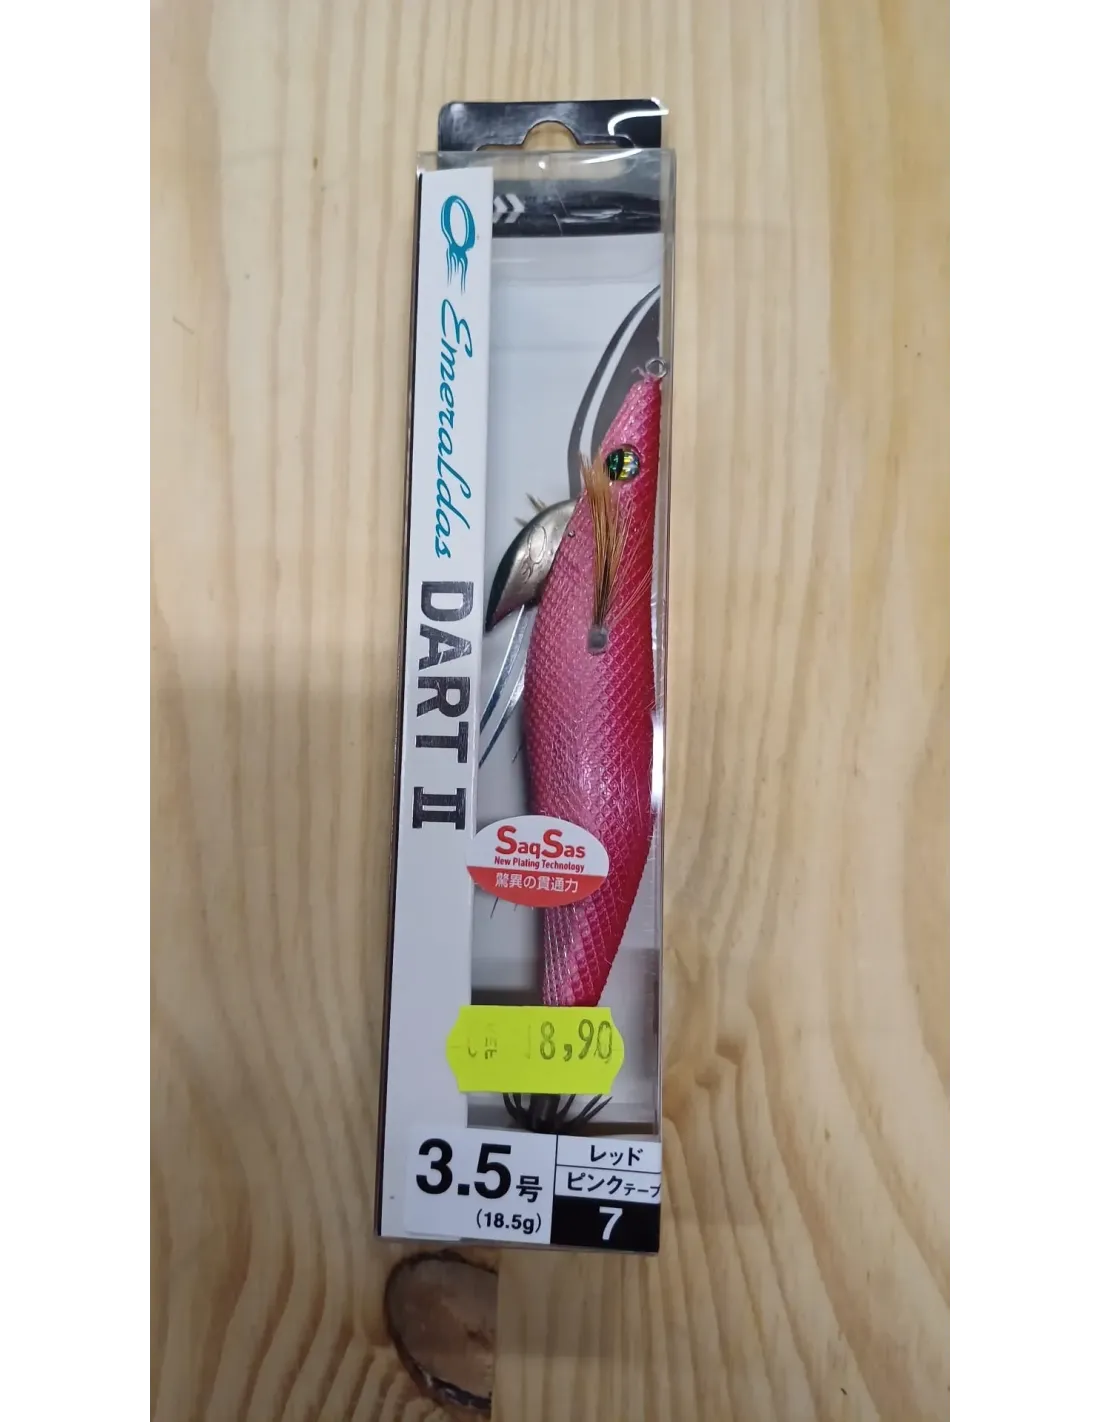 Emeraldas
DART II
SaqSas
New Plating Technology
驚異の貫通力
18,90
3.5号
(18.5g)
レッド
ピンクテープ
7